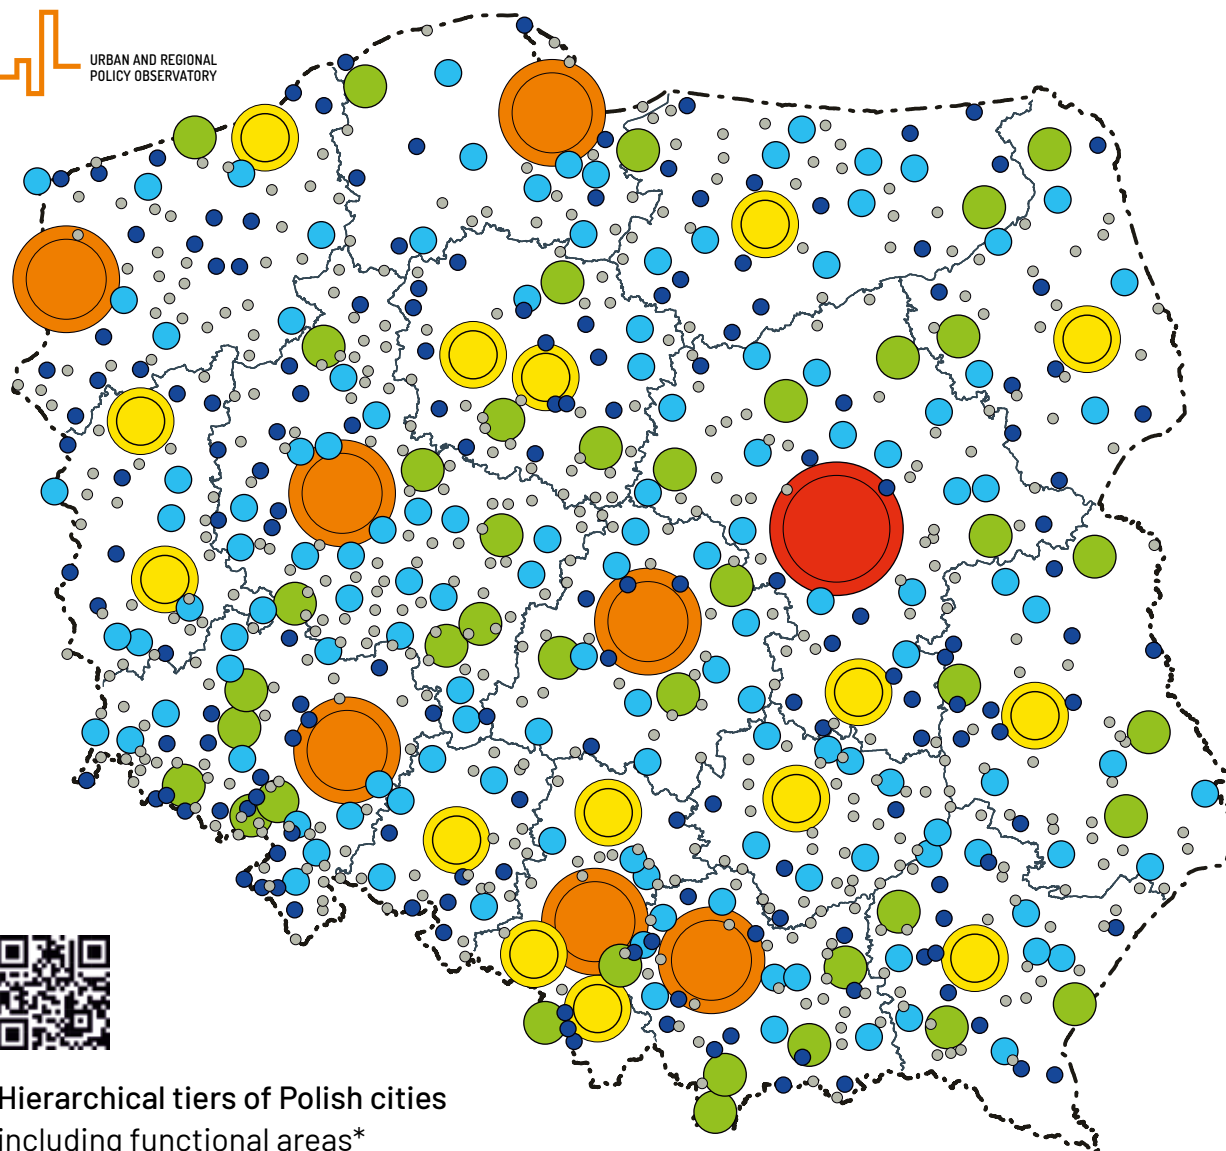 URBAN AND REGIONAL
POLICY OBSERVATORY
Hierarchical tiers of Polish cities
including functional areas*